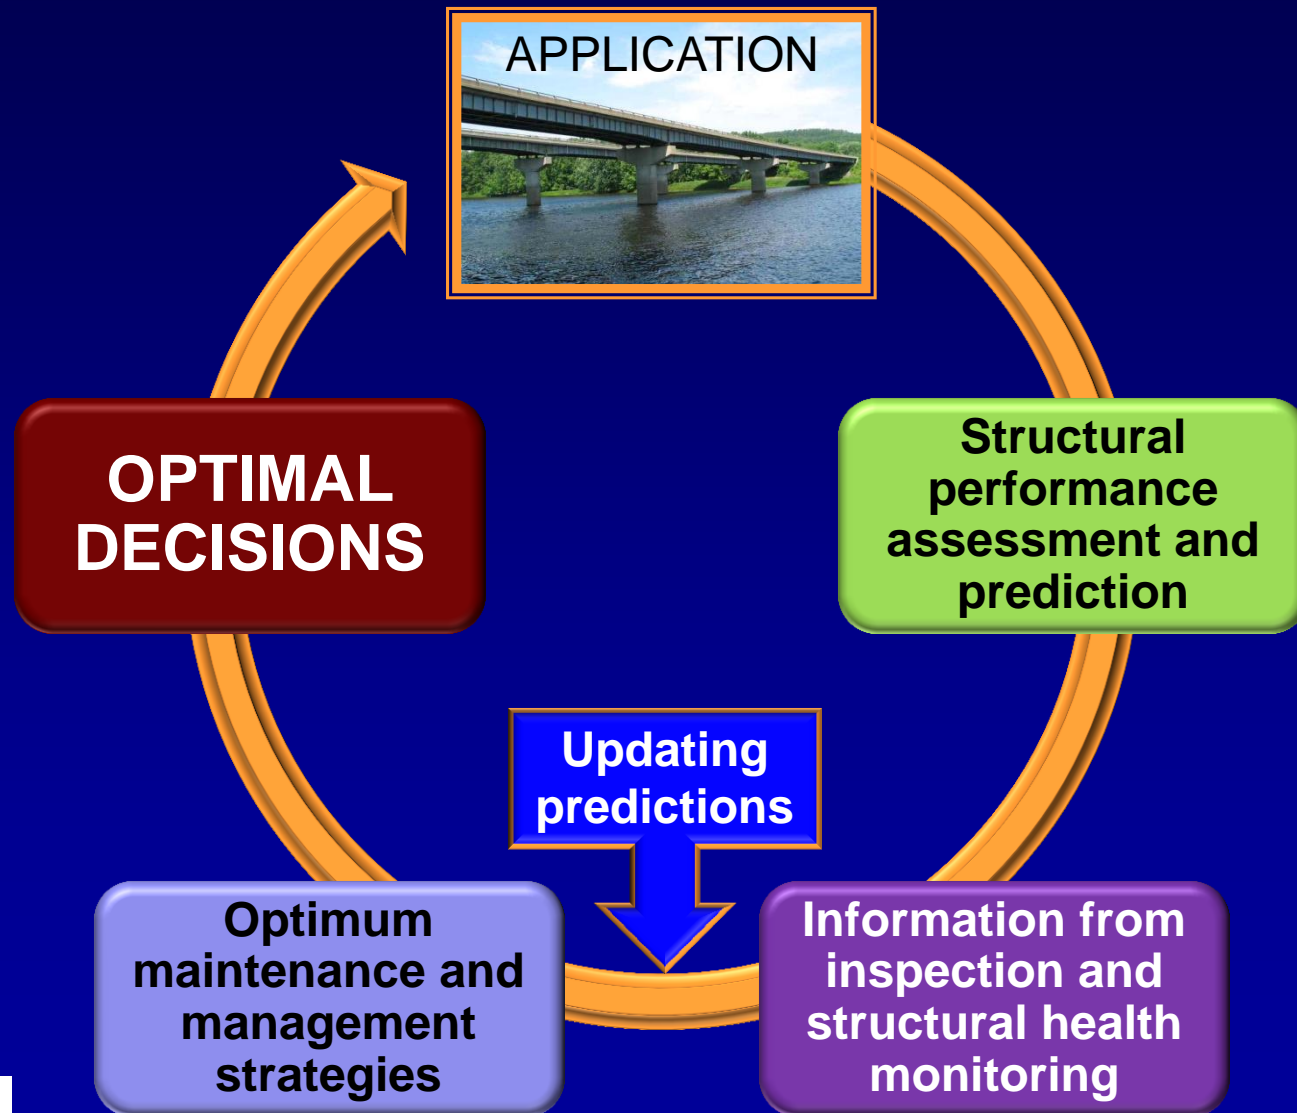 APPLICATION
Structural
performance
assessment and
prediction
Information from
inspection and
structural health
monitoring
Updating
predictions
Optimum
maintenance and
management
strategies
OPTIMAL
DECISIONS